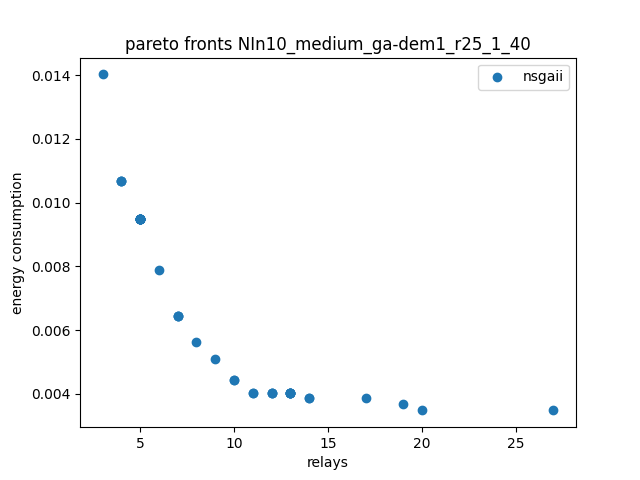 pareto fronts NIn10_medium_ga-dem1_r25_1_40
nsgaii
0.014
0.012
0.010
0.008
0.006
0.004
energy consumption
5
10
15
20
25
relays